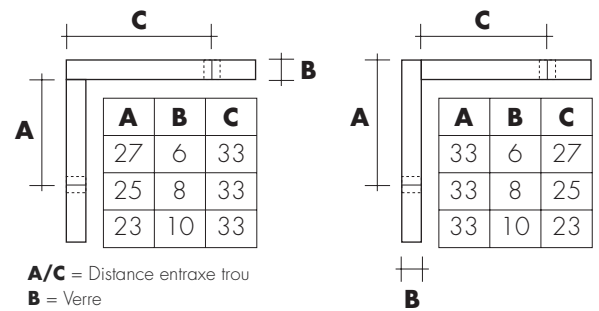 C
B
A
A B C
27 6 33
25 8 33
23 10 33
A/C = Distance entraxe trou
B = Verre
C
A
A B C
33 6 27
33 8 25
33 10 23
B